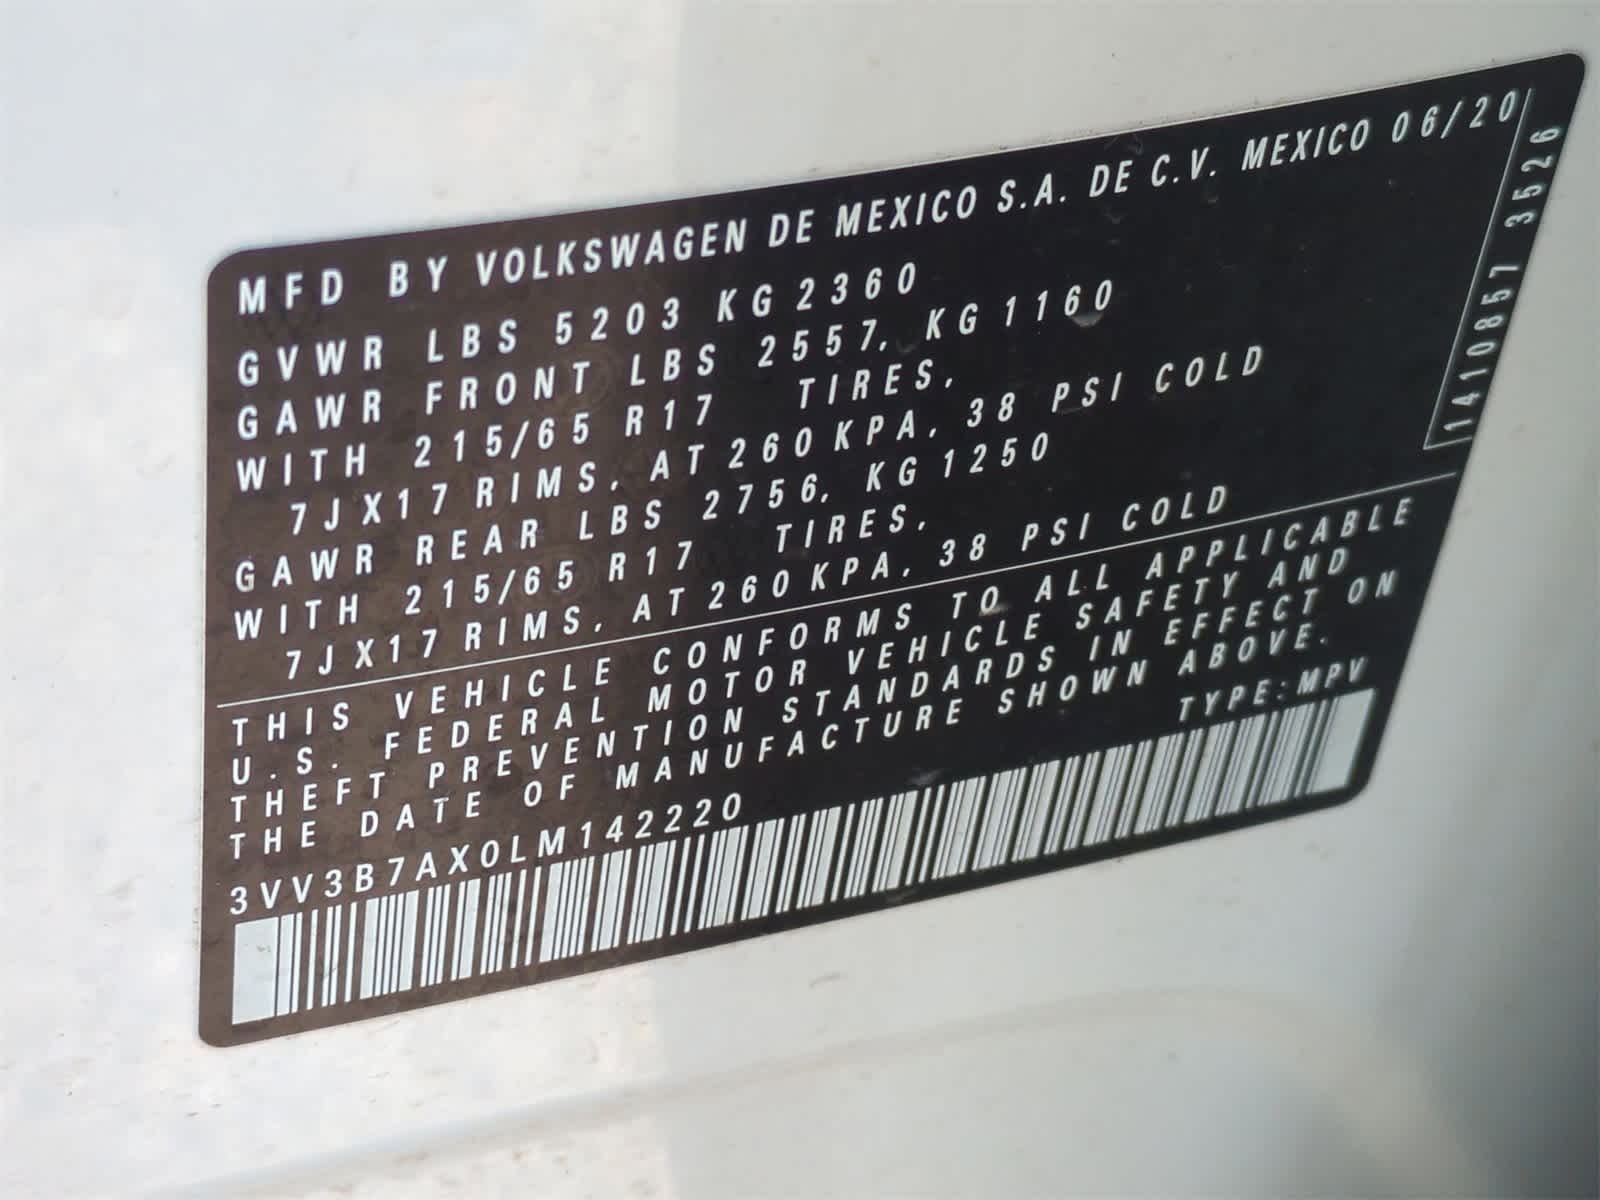 MFD BY VOLKSWAGEN DE MEXICO S.A. DE C.V. MEXICO 06/20
GVWR LBS 5203 KG 2360
GAWR FRONT LBS 2557, KG 1160
WITH 215/65 R17 TIRES,
7JX17 RIMS, AT 260 KPA, 38 PSI COLD
GAWR REAR LBS 2756, KG 1250
WITH 215/65 R17 TIRES,
7JX17 RIMS, AT 260 KPA, 38 PSI COLD
1410857 3526
THIS VEHICLE CONFORMS TO ALL APPLICABLE
U.S. FEDERAL MOTOR VEHICLE SAFETY AND
THEFT PREVENTION STANDARDS IN EFFECT ON
THE DATE OF MANUFACTURE SHOWN ABOVE.
TYPE:MPV
3VV3B7AX0LM142220